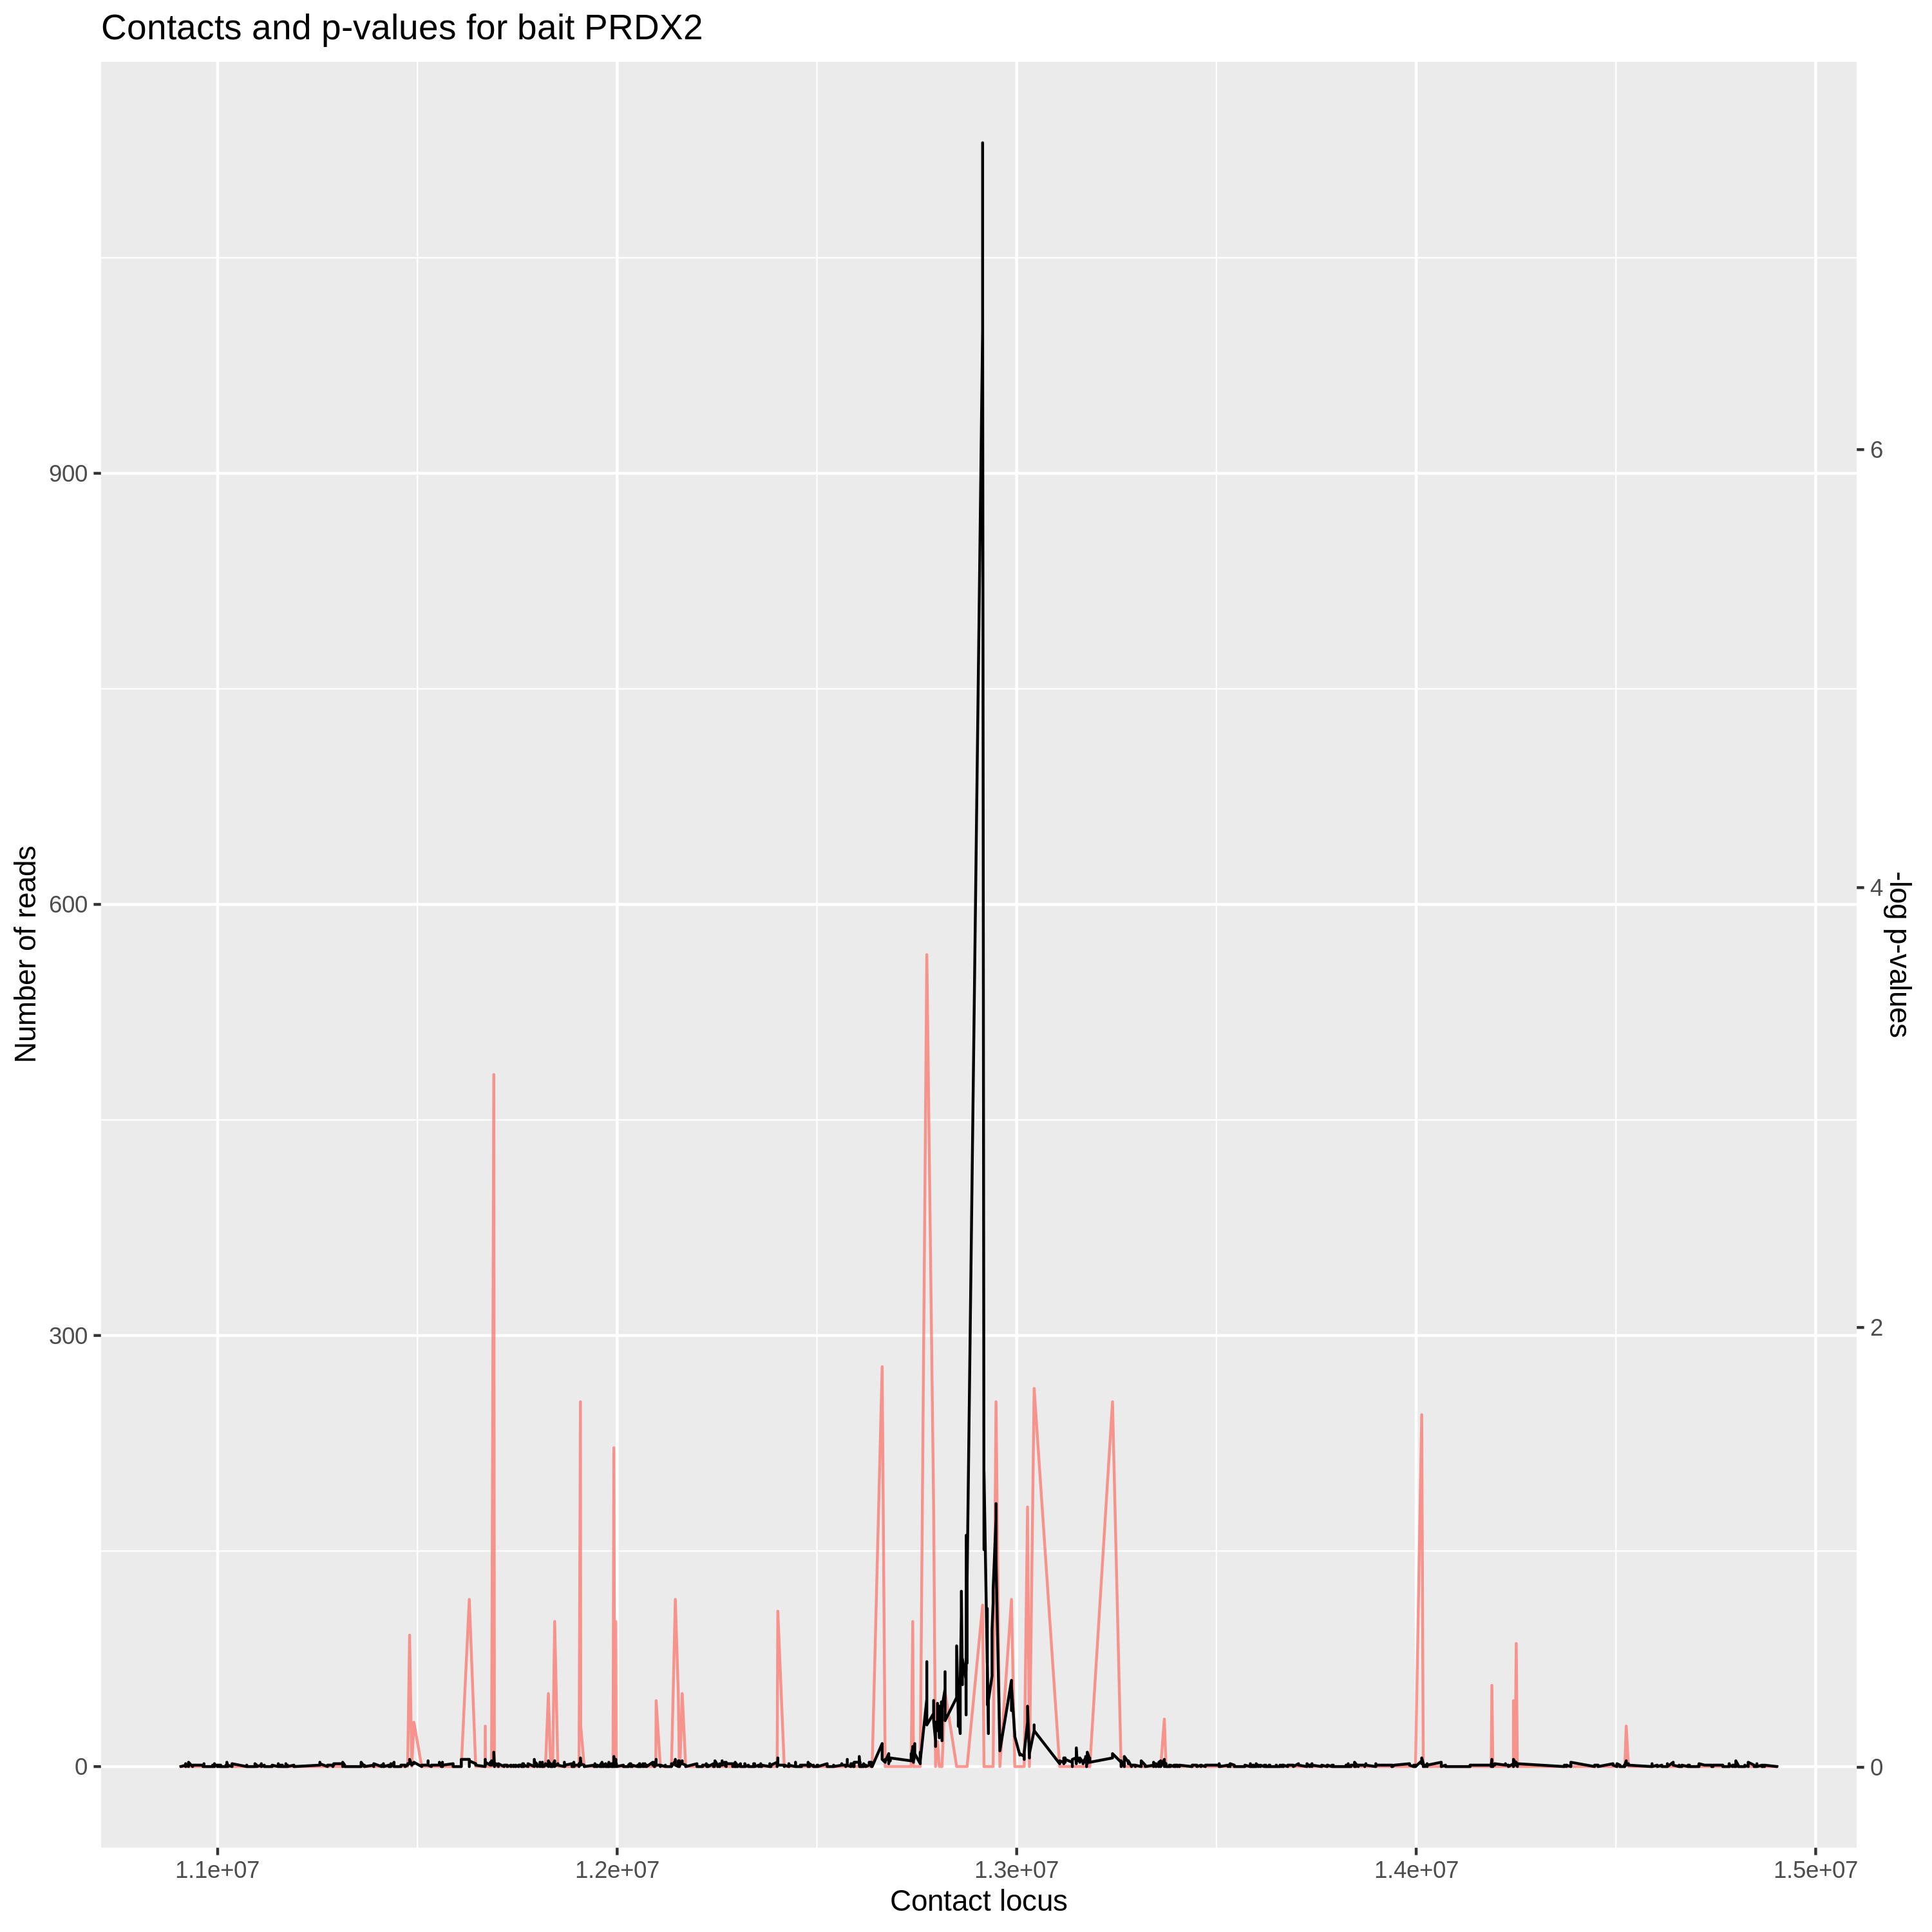 Contacts and p-values for bait PRDX2
Number of reads
900
600
300
0
6
4
2
0
-log p-values
1.1e+07
1.2e+07
1.3e+07
1.4e+07
1.5e+07
Contact locus